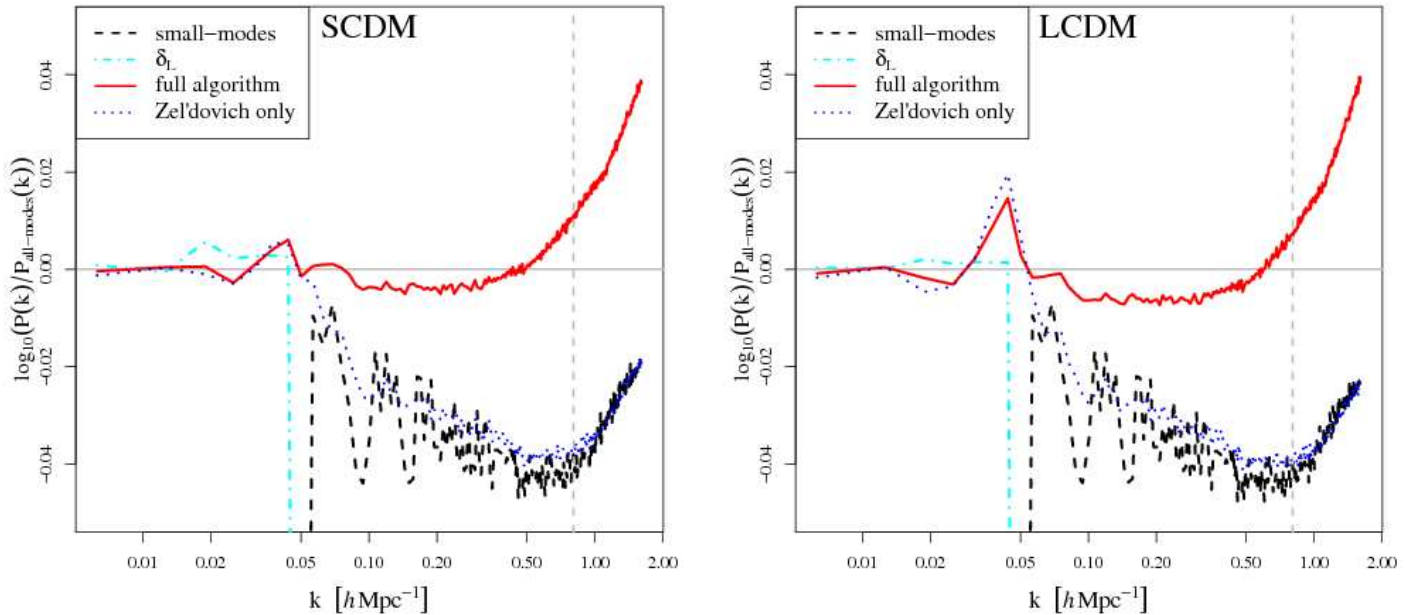 SCDM
small−modes
δL
full algorithm
Zel'dovich only
log10(P(k)/Pall−modes(k))
0.04
0.02
0.00
−0.02
−0.04
0.01 0.02 0.05 0.10 0.20 0.50 1.00 2.00
k [h Mpc−1]
LCDM
small−modes
δL
full algorithm
Zel'dovich only
log10(P(k)/Pall−modes(k))
0.04
0.02
0.00
−0.02
−0.04
0.01 0.02 0.05 0.10 0.20 0.50 1.00 2.00
k [h Mpc−1]